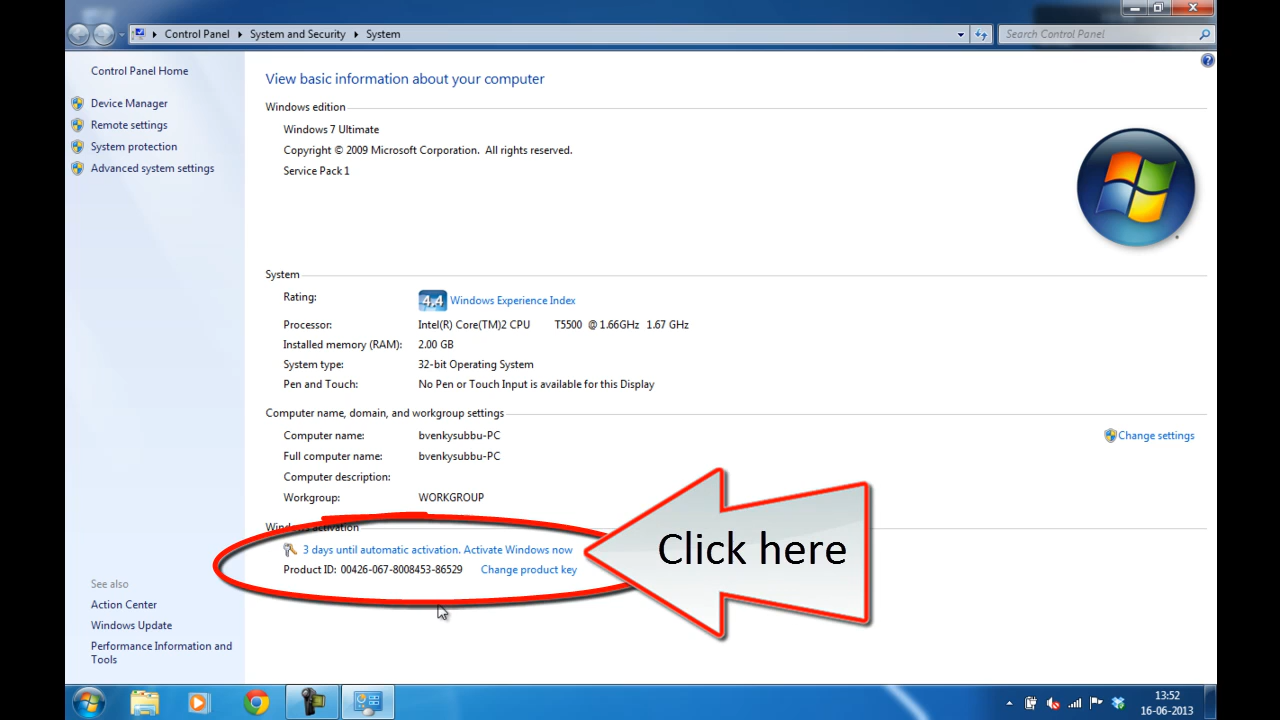 Control Panel ▸ System and Security ▸ System
Search Control Panel
Control Panel Home
Device Manager
Remote settings
System protection
Advanced system settings
View basic information about your computer
Windows edition
Windows 7 Ultimate
Copyright © 2009 Microsoft Corporation. All rights reserved.
Service Pack 1
System
Rating: 4.4 Windows Experience Index
Processor: Intel(R) Core(TM)2 CPU T5500 @ 1.66GHz 1.67 GHz
Installed memory (RAM): 2.00 GB
System type: 32-bit Operating System
Pen and Touch: No Pen or Touch Input is available for this Display
Computer name, domain, and workgroup settings
Computer name: bvenkysubbu-PC
Change settings
Full computer name: bvenkysubbu-PC
Computer description:
Workgroup: WORKGROUP
Windows activation
3 days until automatic activation. Activate Windows now
Product ID: 00426-067-8008453-86529 Change product key
Click here
See also
Action Center
Windows Update
Performance Information and
Tools
13:52
16-06-2013